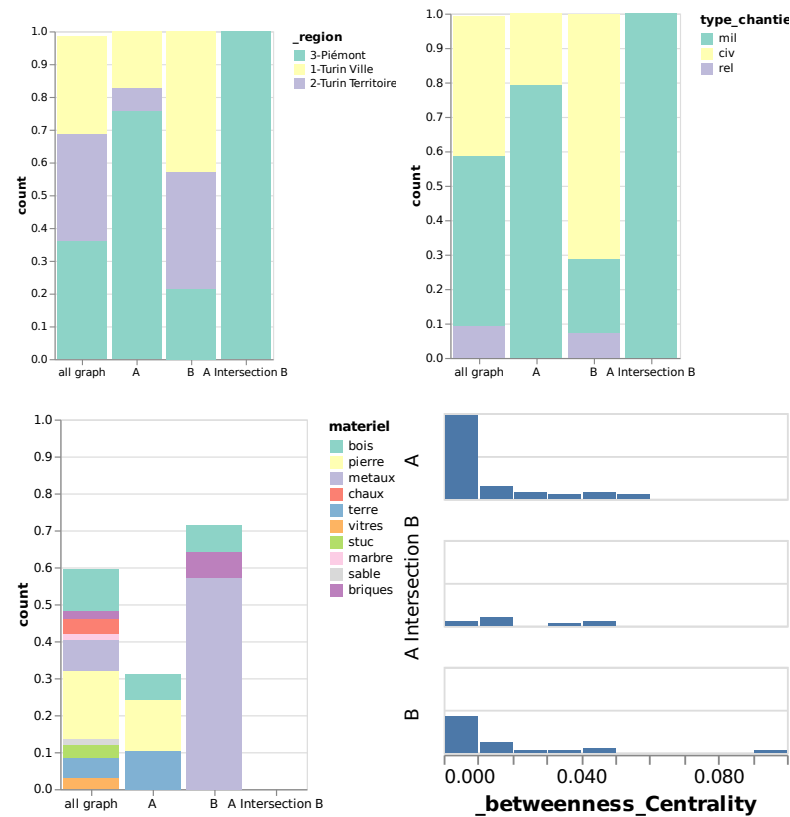 _region
3-Piémont
1-Turin Ville
2-Turin Territoire
1.0
0.9
0.8
0.7
0.6
0.5
0.4
0.3
0.2
0.1
0.0
count
all graph A B A Intersection B
type_chantie
mil
civ
rel
1.0
0.9
0.8
0.7
0.6
0.5
0.4
0.3
0.2
0.1
0.0
count
all graph A B A Intersection B
materiel
bois
pierre
metaux
chaux
terre
vitres
stuc
marbre
sable
briques
1.0
0.9
0.8
0.7
0.6
0.5
0.4
0.3
0.2
0.1
0.0
count
all graph A B A Intersection B
A
A Intersection B
B
0.000 0.040 0.080
_betweenness_Centrality